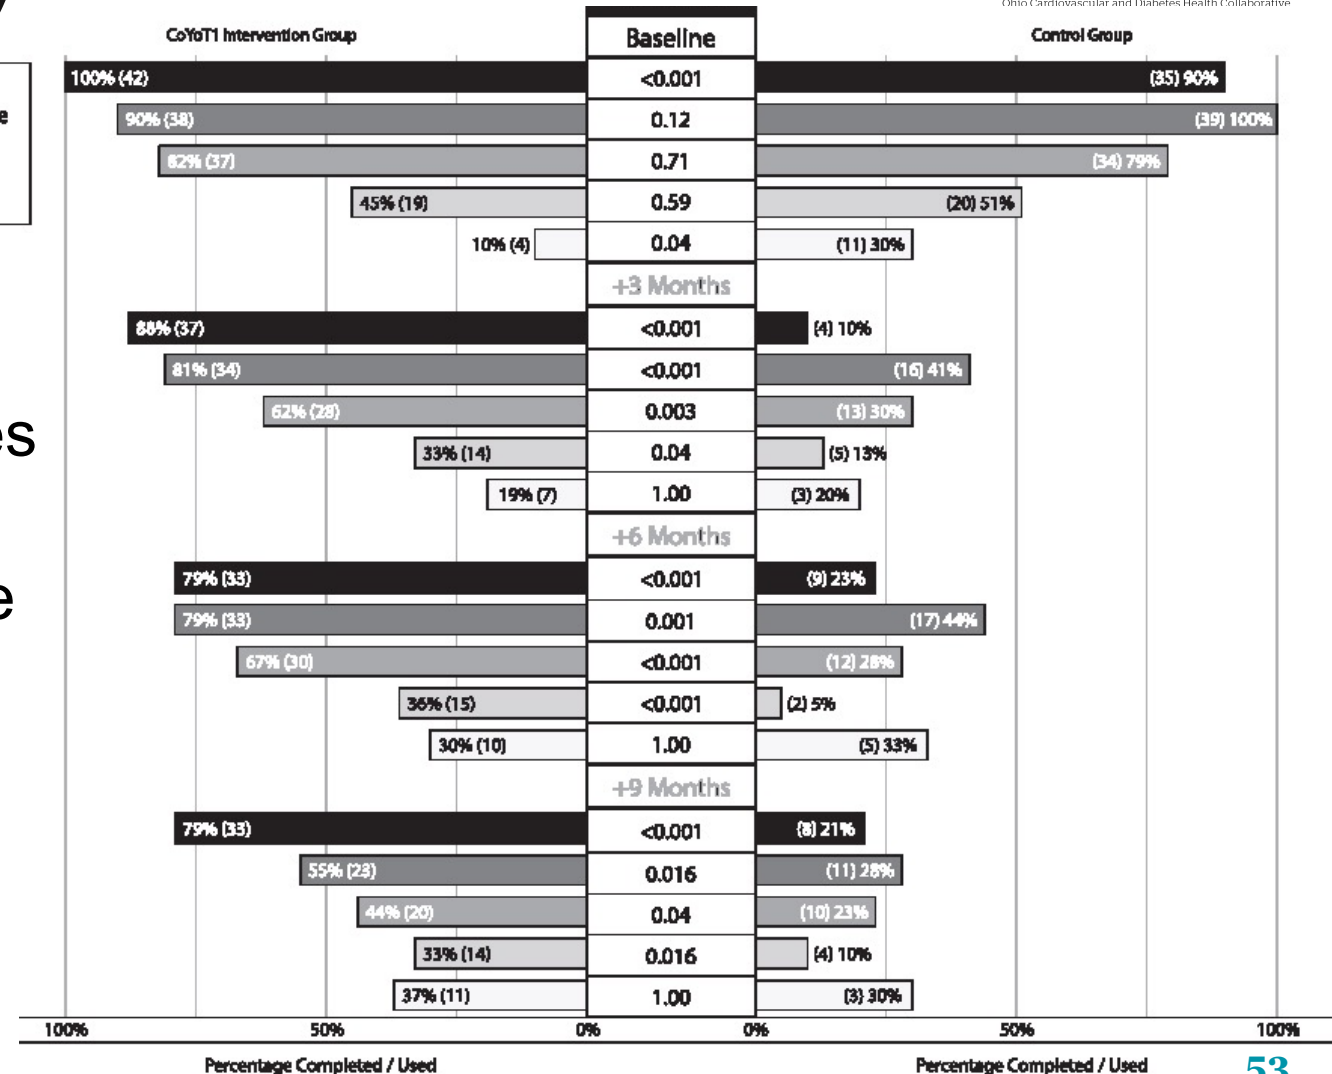 Ohio Cardiovascular and Diabetes Health Collaborative
CoYoT1 Intervention Group Baseline Control Group
100% (42) <0.001 (35) 90%
e
90% (38) 0.12 (39) 100%
82% (37) 0.71 (34) 79%
45% (19) 0.59 (20) 51%
10% (4) 0.04 (11) 30%
+3 Months
88% (37) <0.001 (4) 10%
81% (34) <0.001 (16) 41%
62% (28) 0.003 (13) 30%
es
33% (14) 0.04 (5) 13%
19% (7) 1.00 (3) 20%
+6 Months
79% (33) <0.001 (9) 23%
e
79% (33) 0.001 (17) 44%
67% (30) <0.001 (12) 28%
36% (15) <0.001 (2) 5%
30% (10) 1.00 (5) 33%
+9 Months
79% (33) <0.001 (8) 21%
55% (23) 0.016 (11) 28%
44% (20) 0.04 (10) 23%
33% (14) 0.016 (4) 10%
37% (11) 1.00 (3) 30%
100% 50% 0% 0% 50% 100%
Percentage Completed / Used Percentage Completed / Used
53